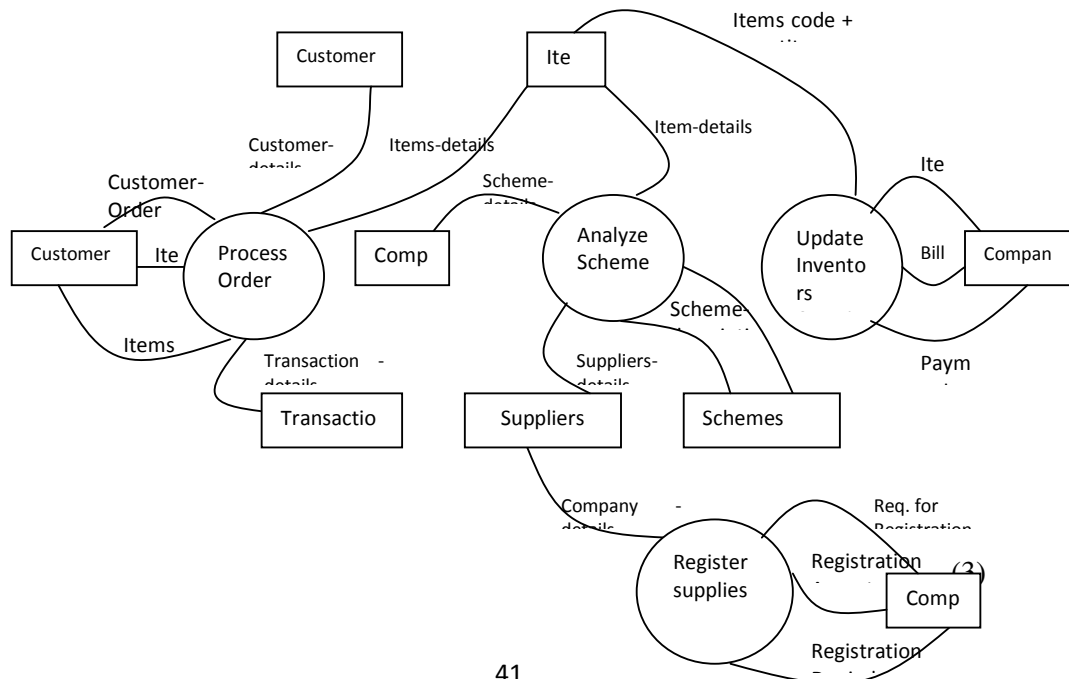 Items code +
Customer
Ite
Customer-
Items-details
Item-details
Customer-
Order
Scheme-
Ite
Customer
Ite
Process
Order
Comp
Analyze
Scheme
Update
Invento
rs
Bill
Compan
Scheme-
Items
Transaction -
Suppliers-
Paym
Transactio
Suppliers
Schemes
Company -
Req. for
Registration
Register
supplies
Registration
(3)
Comp
Registration
41